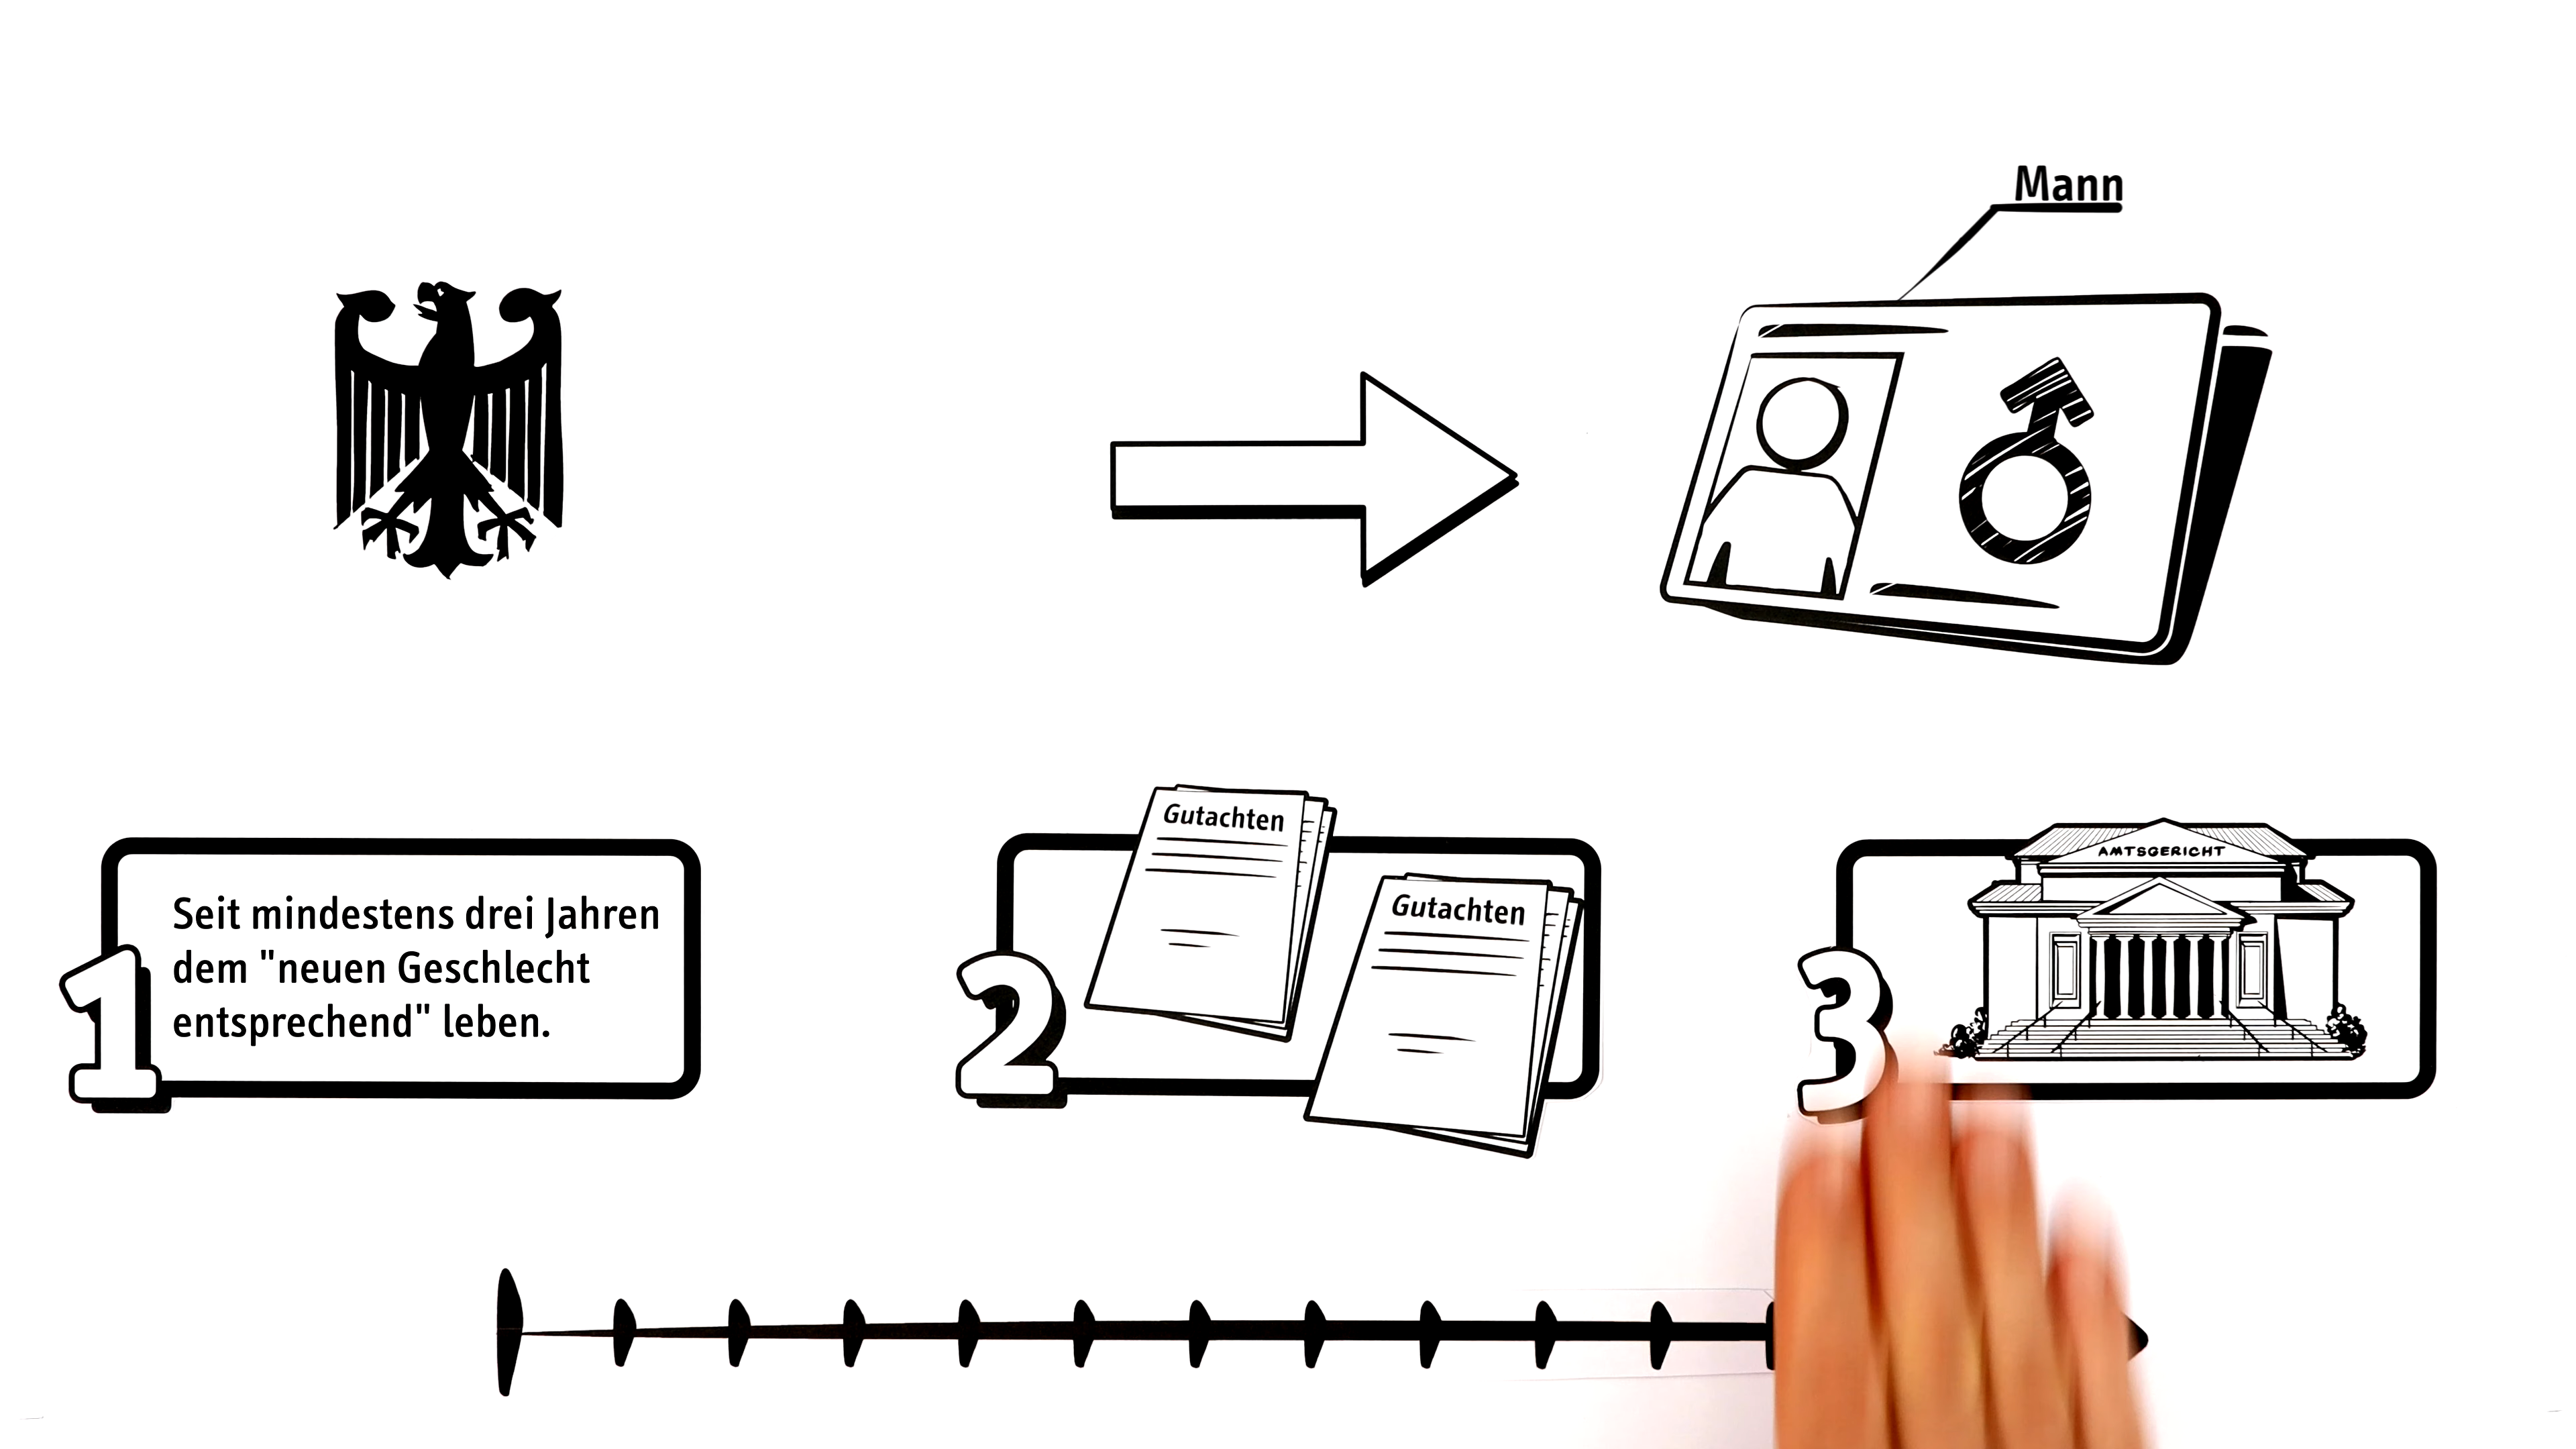 Mann
1
Seit mindestens drei Jahren
dem "neuen Geschlecht
entsprechend" leben.
2
Gutachten
Gutachten
3
AMTSGERICHT